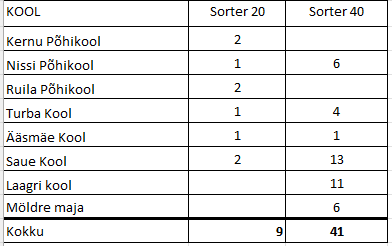 KOOL Sorter 20 Sorter 40
Kernu Põhikool 2
Nissi Põhikool 1 6
Ruila Põhikool 2
Turba Kool 1 4
Ääsmäe Kool 1 1
Saue Kool 2 13
Laagri kool 11
Möldre maja 6
Kokku 9 41